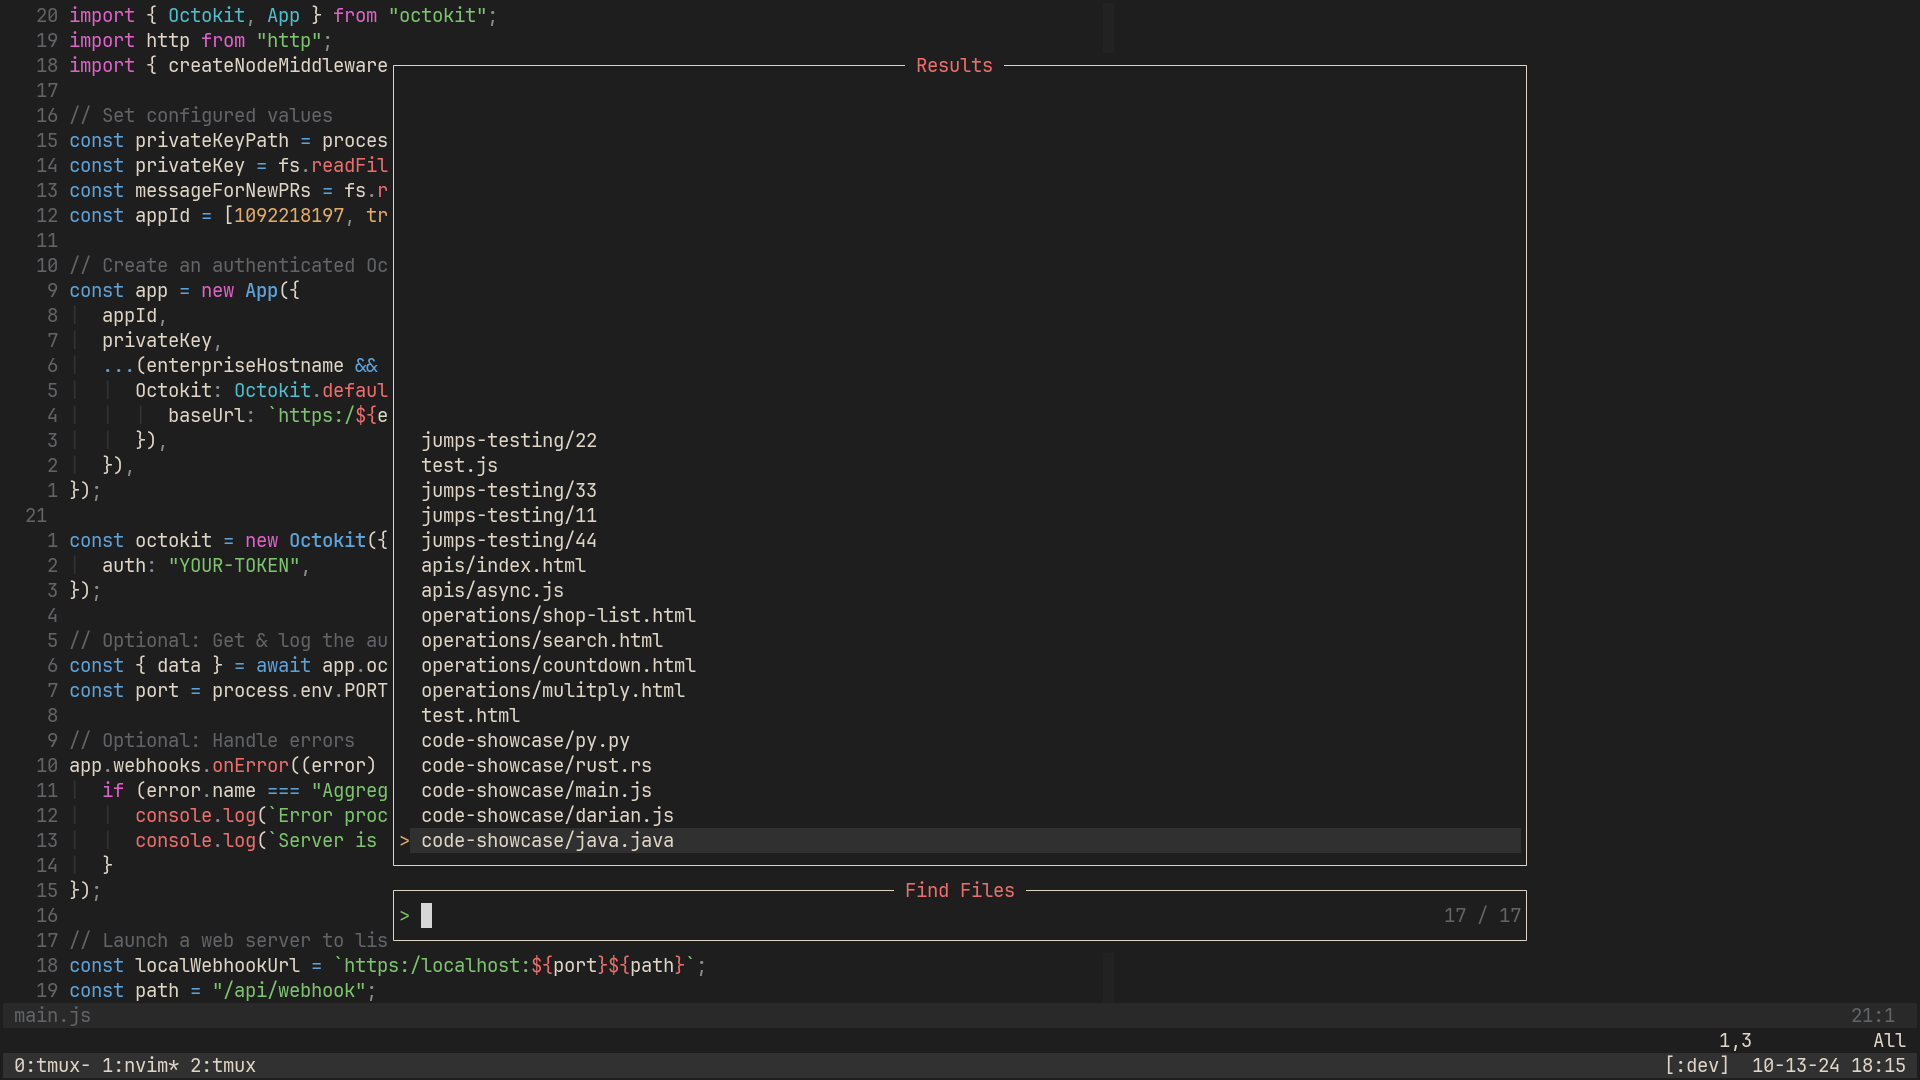 20 import { Octokit, App } from "octokit";
19 import http from "http";
18 import { createNodeMiddleware
Results
17
16 // Set configured values
15 const privateKeyPath = proces
14 const privateKey = fs.readFil
13 const messageForNewPRs = fs.r
12 const appId = [1092218197, tr
11
10 // Create an authenticated Oc
9 const app = new App({
8 appId,
7 privateKey,
6 ...(enterpriseHostname &&
5 Octokit: Octokit.defaul
4 baseUrl: `https:/${e
3 }),
2 }),
1 });
21
1 const octokit = new Octokit({
2 auth: "YOUR-TOKEN",
3 });
4
5 // Optional: Get & log the au
6 const { data } = await app.oc
7 const port = process.env.PORT
8
9 // Optional: Handle errors
10 app.webhooks.onError((error)
11 if (error.name === "Aggreg
12 console.log(`Error proc
13 console.log(`Server is
14 }
15 });
16
17 // Launch a web server to lis
18 const localWebhookUrl = `https:/localhost:${port}${path}`;
19 const path = "/api/webhook";
jumps-testing/22
test.js
jumps-testing/33
jumps-testing/11
jumps-testing/44
apis/index.html
apis/async.js
operations/shop-list.html
operations/search.html
operations/countdown.html
operations/mulitply.html
test.html
code-showcase/py.py
code-showcase/rust.rs
code-showcase/main.js
code-showcase/darian.js
> code-showcase/java.java
Find Files
> 17 / 17
main.js 21:1
1,3 All
0:tmux- 1:nvim* 2:tmux [:dev] 10-13-24 18:15